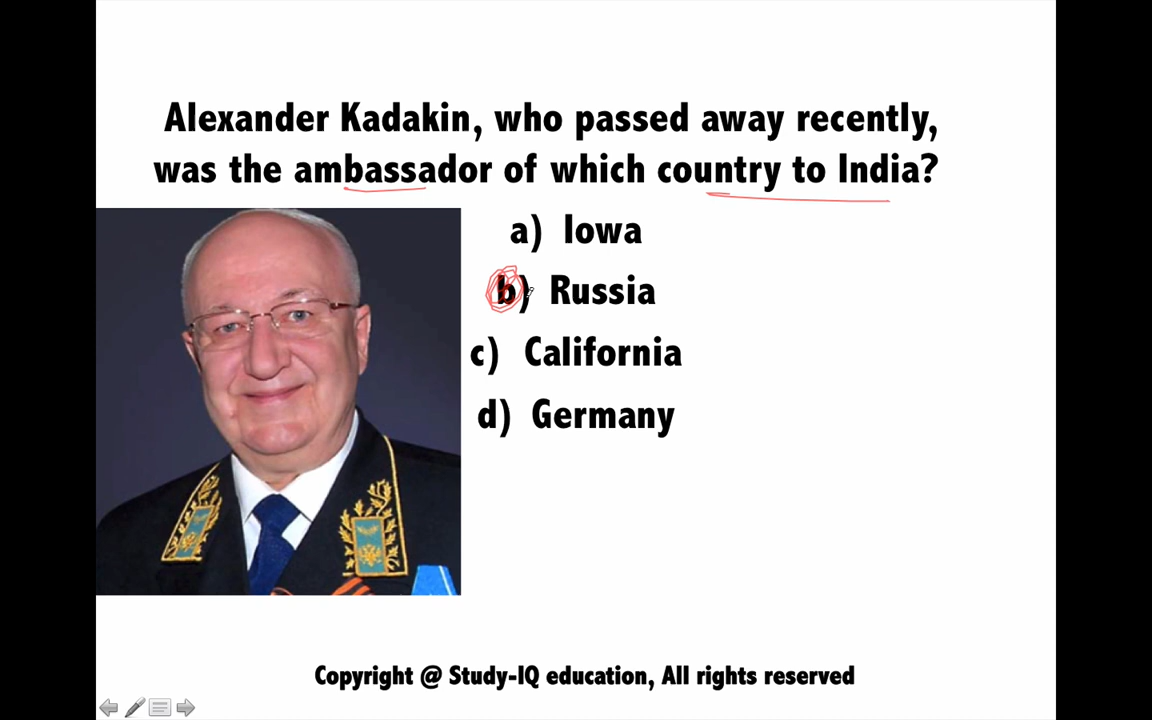 Alexander Kadakin, who passed away recently,
was the ambassador of which country to India?
a) Iowa
b) Russia
c) California
d) Germany
Copyright @ Study-IQ education, All rights reserved